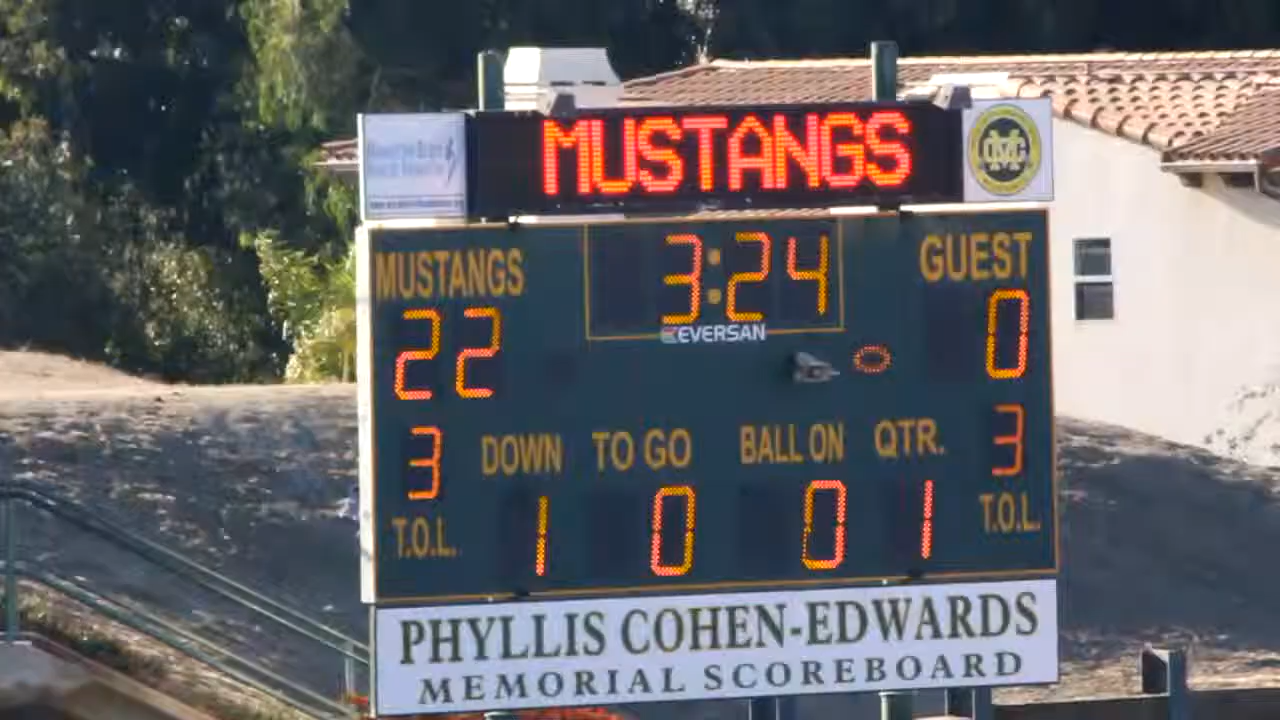 MUSTANGS
MC
MUSTANGS 3:24 GUEST
EVERSAN
22 0
3 DOWN TO GO BALL ON QTR. 3
T.O.L. 1 0 0 1 T.O.L.
PHYLLIS COHEN-EDWARDS
MEMORIAL SCOREBOARD